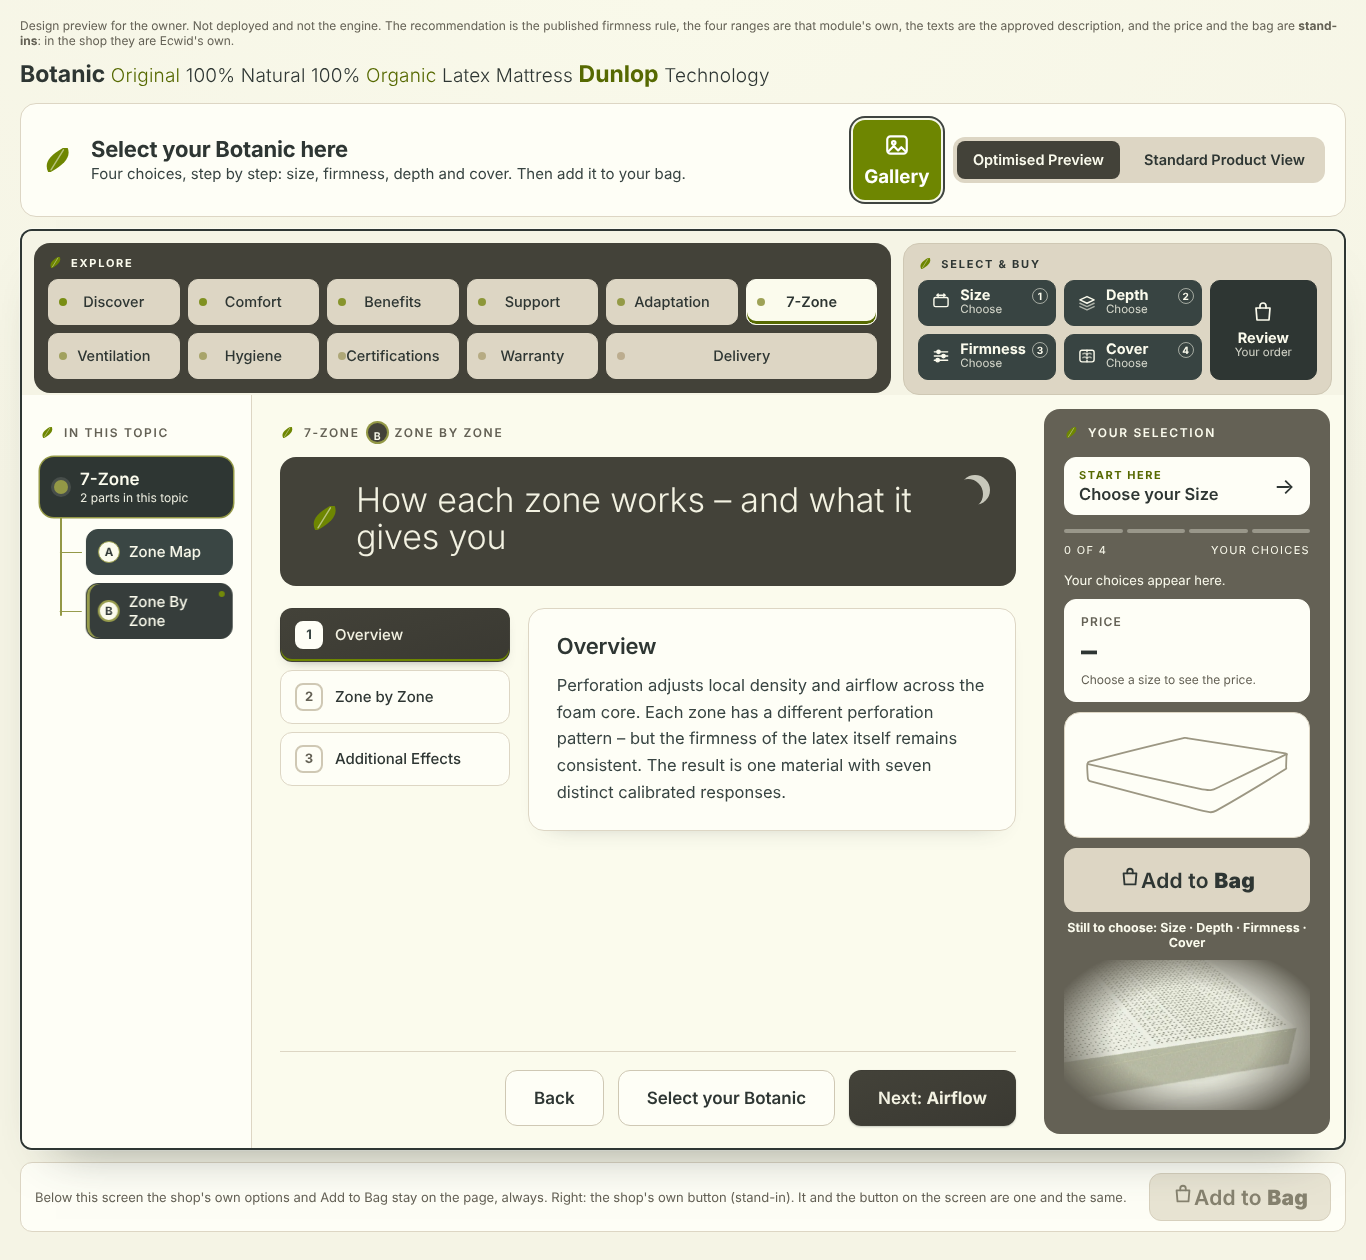 Design preview for the owner. Not deployed and not the engine. The recommendation is the published firmness rule, the four ranges are that module's own, the texts are the approved description, and the price and the bag are stand-
ins: in the shop they are Ecwid's own.
Botanic Original 100% Natural 100% Organic Latex Mattress Dunlop Technology
Select your Botanic here
Four choices, step by step: size, firmness, depth and cover. Then add it to your bag.
Gallery
Optimised Preview
Standard Product View
EXPLORE
Discover
Comfort
Benefits
Support
Adaptation
7-Zone
Ventilation
Hygiene
Certifications
Warranty
Delivery
SELECT & BUY
Size
Choose
1
Depth
Choose
2
Firmness
Choose
3
Cover
Choose
4
Review
Your order
IN THIS TOPIC
7-Zone
2 parts in this topic
A
Zone Map
B
Zone By
Zone
7-ZONE B ZONE BY ZONE
How each zone works – and what it
gives you
1 Overview
2 Zone by Zone
3 Additional Effects
Overview
Perforation adjusts local density and airflow across the
foam core. Each zone has a different perforation
pattern – but the firmness of the latex itself remains
consistent. The result is one material with seven
distinct calibrated responses.
Back
Select your Botanic
Next: Airflow
YOUR SELECTION
START HERE
Choose your Size
0 OF 4
YOUR CHOICES
Your choices appear here.
PRICE
–
Choose a size to see the price.
Add to Bag
Still to choose: Size · Depth · Firmness ·
Cover
Below this screen the shop's own options and Add to Bag stay on the page, always. Right: the shop's own button (stand-in). It and the button on the screen are one and the same.
Add to Bag